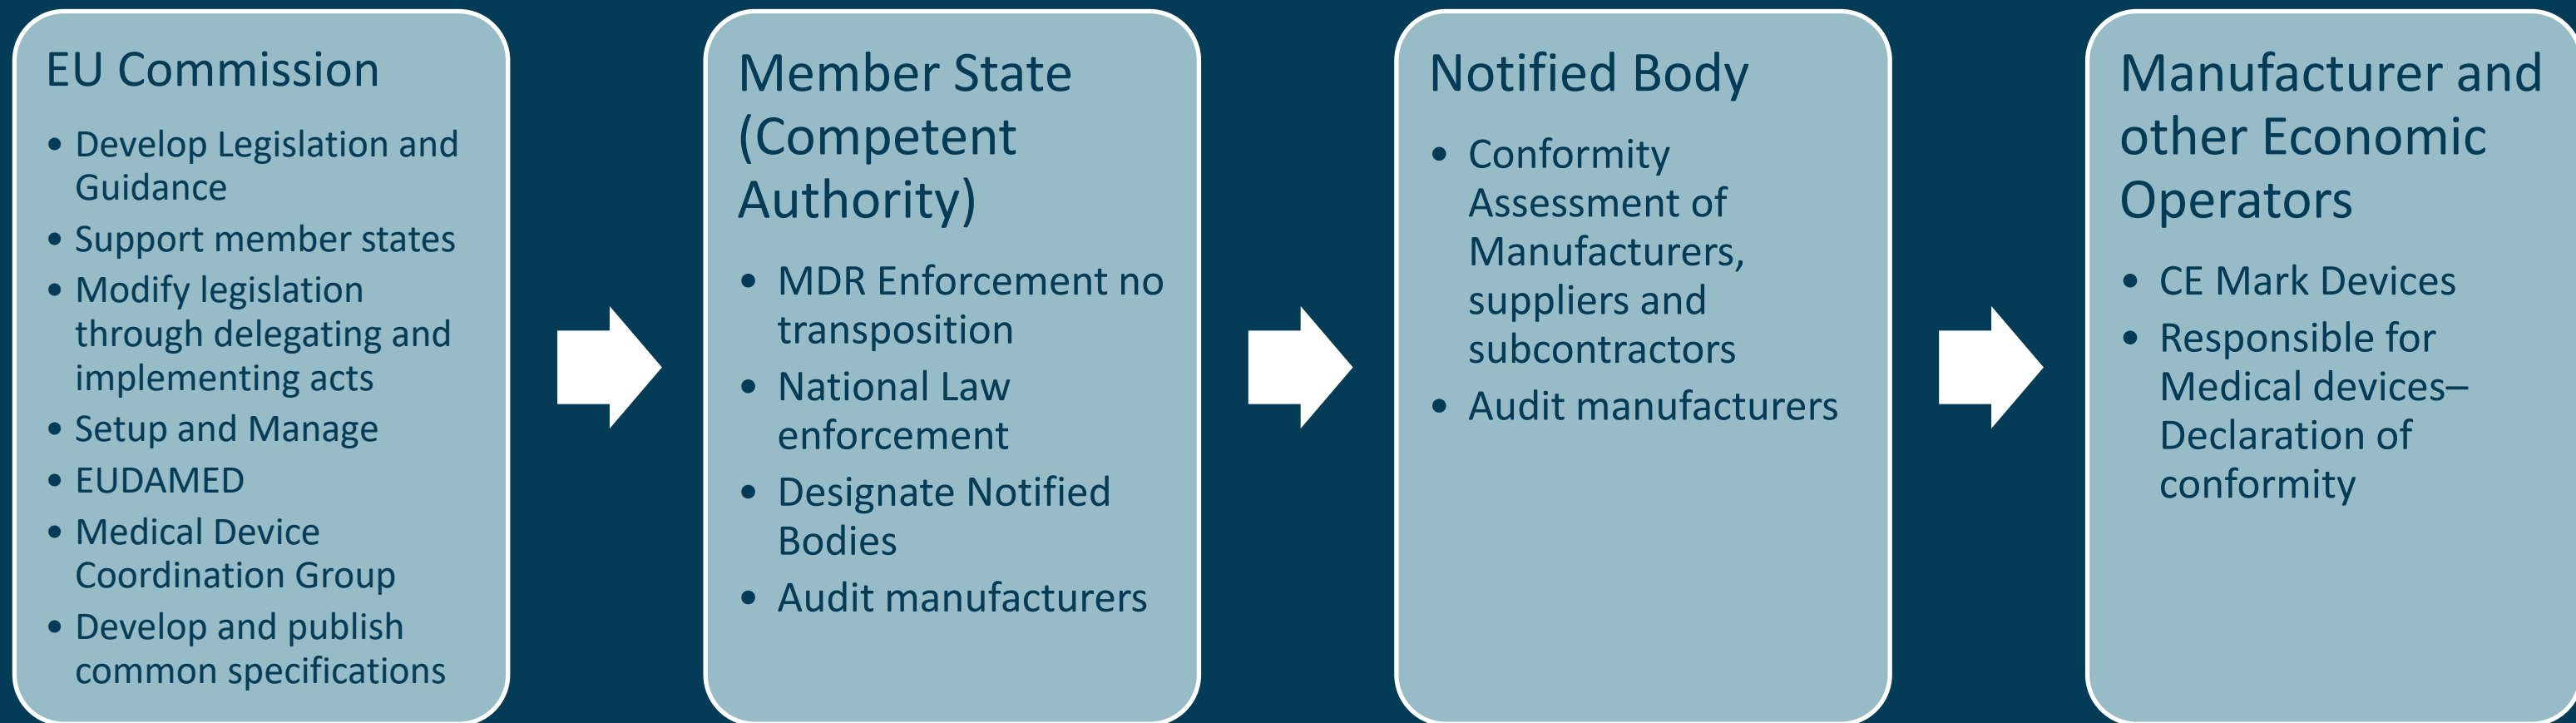 EU Commission
• Develop Legislation and
Guidance
• Support member states
• Modify legislation
through delegating and
implementing acts
• Setup and Manage
• EUDAMED
• Medical Device
Coordination Group
• Develop and publish
common specifications
Member State
(Competent
Authority)
• MDR Enforcement no
transposition
• National Law
enforcement
• Designate Notified
Bodies
• Audit manufacturers
Notified Body
• Conformity
Assessment of
Manufacturers,
suppliers and
subcontractors
• Audit manufacturers
Manufacturer and
other Economic
Operators
• CE Mark Devices
• Responsible for
Medical devices–
Declaration of
conformity